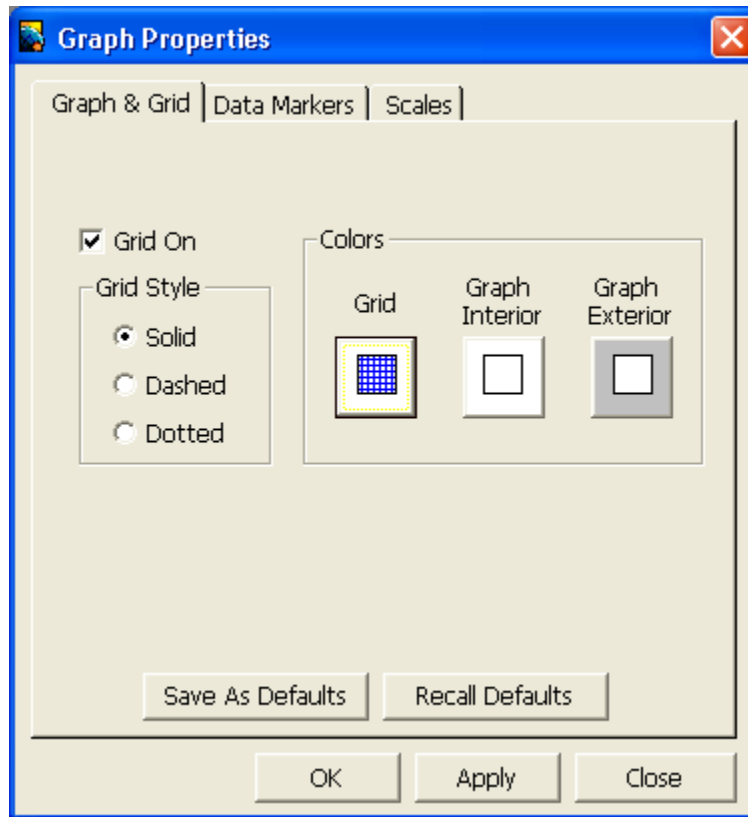 Graph Properties
Graph & Grid Data Markers Scales
Grid On
Colors
Grid Style
Solid
Dashed
Dotted
Grid
Graph Interior
Graph Exterior
Save As Defaults Recall Defaults
OK Apply Close